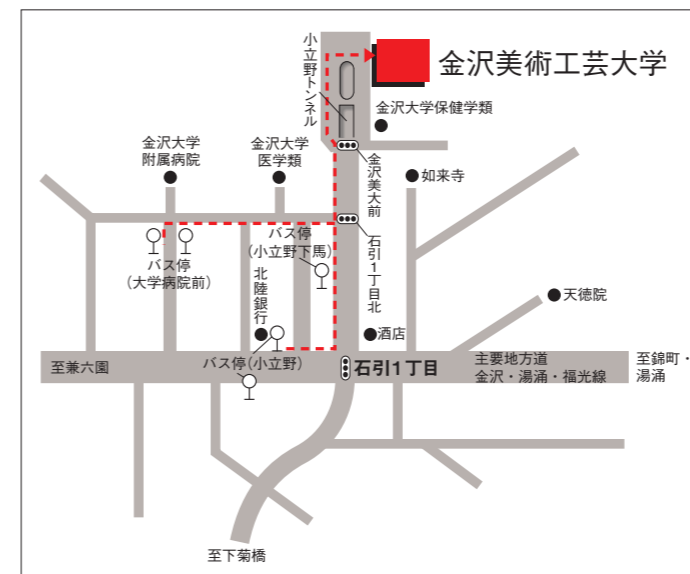 小立野トンネル
金沢美術工芸大学
金沢大学保健学類
金沢大学
附属病院
金沢大学
医学類
金沢美大前
如来寺
バス停
(大学病院前)
バス停
(小立野下馬)
石引1丁目北
北陸銀行
天徳院
酒店
至兼六園
バス停(小立野)
石引1丁目
主要地方道
金沢・湯涌・福光線
至錦町・
湯涌
至下菊橋